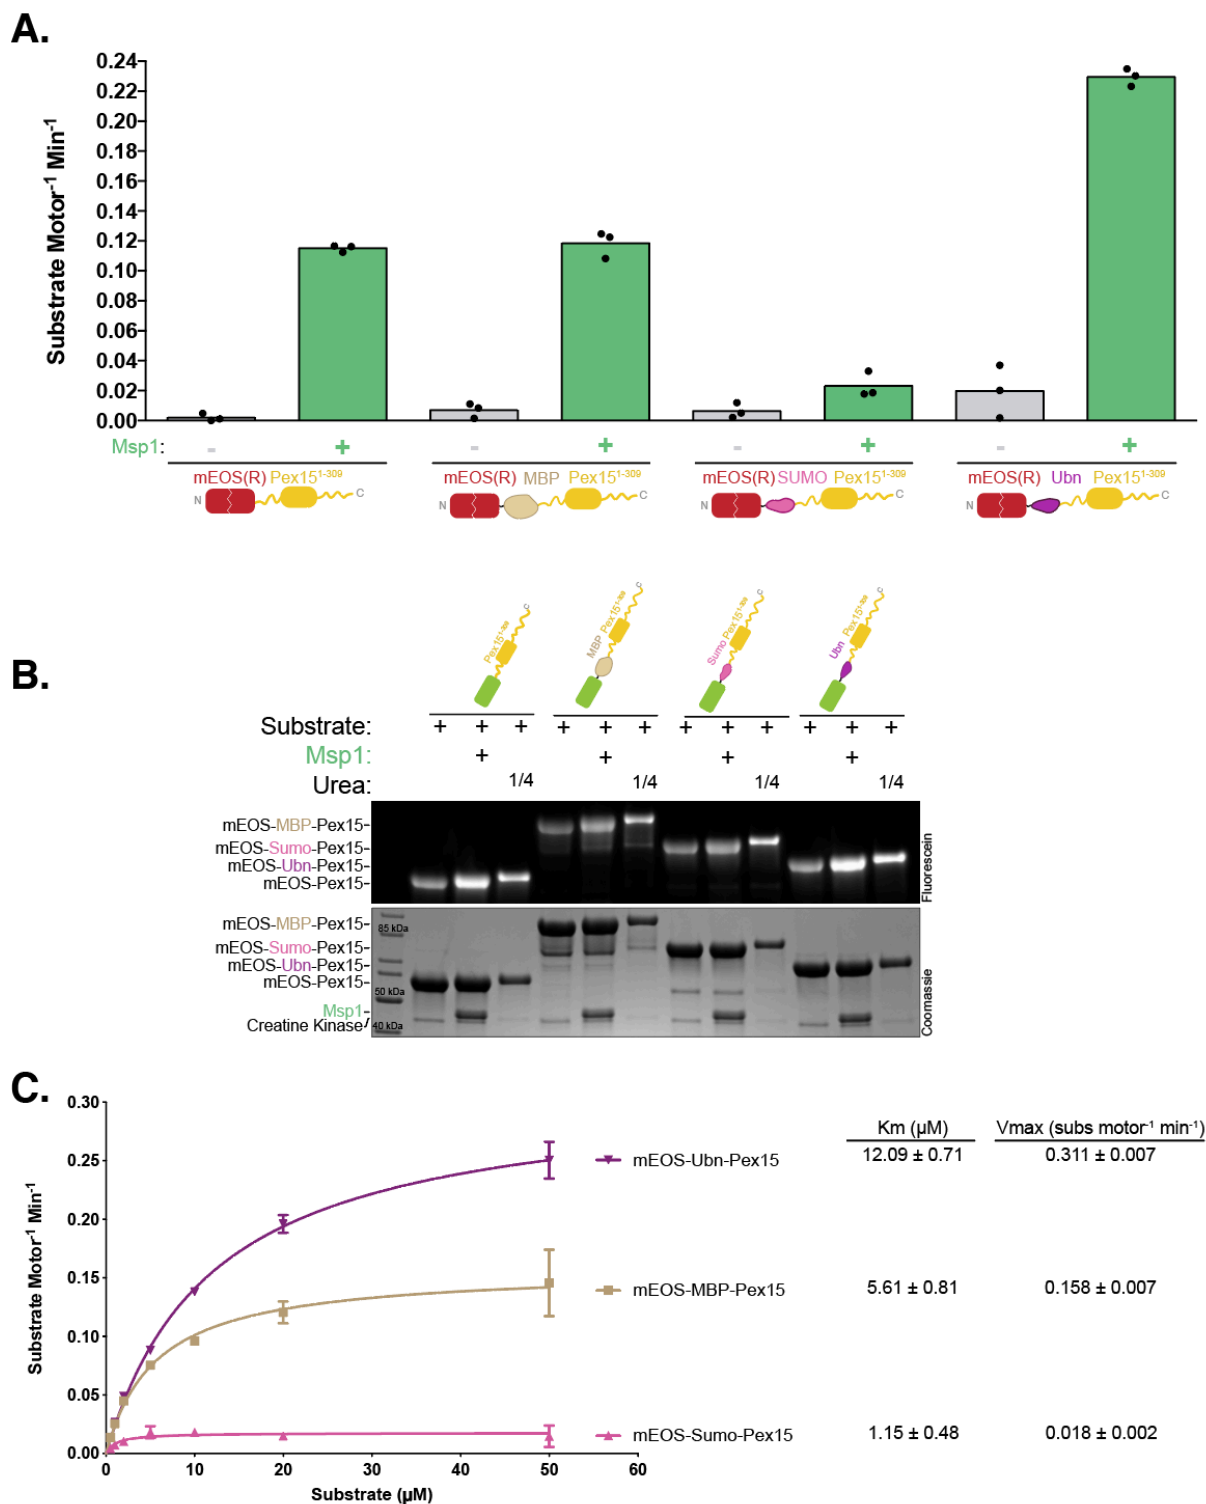 A.
Substrate Motor⁻¹ Min⁻¹
0.24
0.22
0.20
0.18
0.16
0.14
0.12
0.10
0.08
0.06
0.04
0.02
0.00
Msp1: - + - + - + - +
mEOS(R) Pex15¹⁻³⁰⁹
N C
mEOS(R) MBP Pex15¹⁻³⁰⁹
N C
mEOS(R) SUMO Pex15¹⁻³⁰⁹
N C
mEOS(R) Ubn Pex15¹⁻³⁰⁹
N C
B.
Pex15¹⁻³⁰⁹ C
MBP Pex15¹⁻³⁰⁹ C
Sumo Pex15¹⁻³⁰⁹ C
Ubn Pex15¹⁻³⁰⁹ C
Substrate: + + + + + + + + + + + +
Msp1: + + + +
Urea: 1/4 1/4 1/4 1/4
mEOS-MBP-Pex15-
mEOS-Sumo-Pex15-
mEOS-Ubn-Pex15-
mEOS-Pex15-
Fluorescein
mEOS-MBP-Pex15-
mEOS-Sumo-Pex15-
mEOS-Ubn-Pex15-
mEOS-Pex15-
Msp1-
Creatine Kinase/
85 kDa
50 kDa
40 kDa
Coomassie
C.
Substrate Motor⁻¹ Min⁻¹
0.30
0.25
0.20
0.15
0.10
0.05
0.00
0 10 20 30 40 50 60
Substrate (µM)
Km (µM) Vmax (subs motor⁻¹ min⁻¹)
mEOS-Ubn-Pex15 12.09 ± 0.71 0.311 ± 0.007
mEOS-MBP-Pex15 5.61 ± 0.81 0.158 ± 0.007
mEOS-Sumo-Pex15 1.15 ± 0.48 0.018 ± 0.002